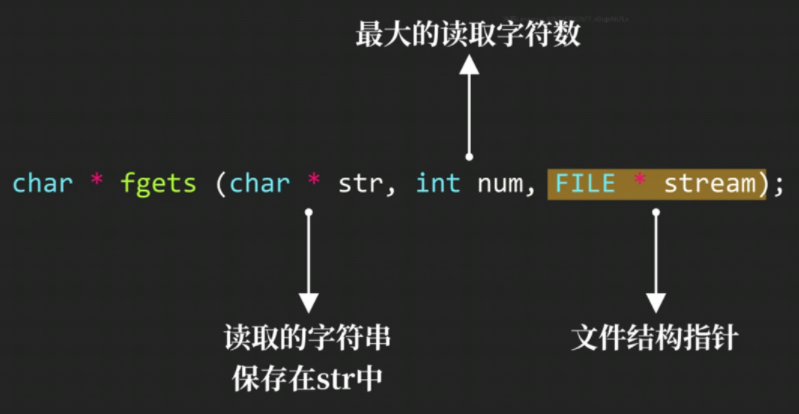 最大的读取字符数
char * fgets (char * str, int num, FILE * stream);
读取的字符串
保存在str中
文件结构指针